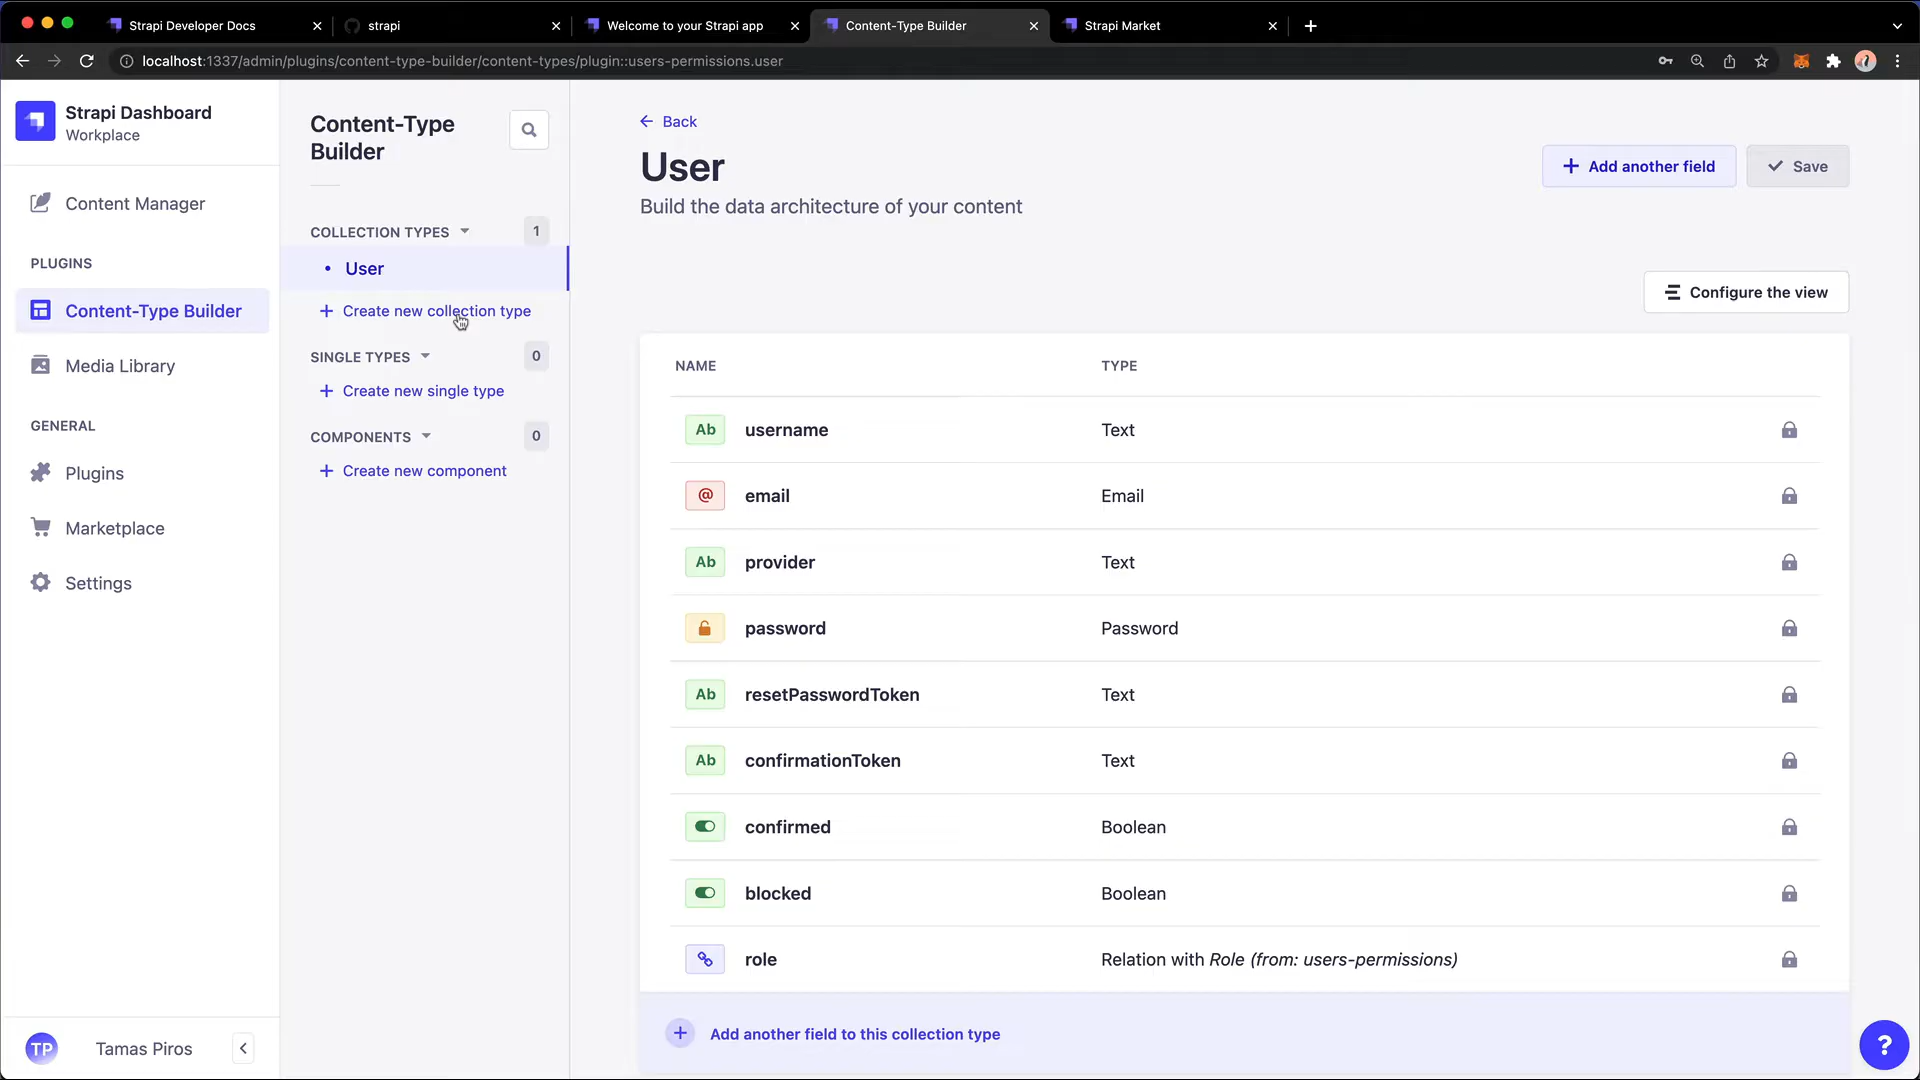 Strapi Developer Docs
strapi
Welcome to your Strapi app
Content-Type Builder
Strapi Market
localhost:1337/admin/plugins/content-type-builder/content-types/plugin::users-permissions.user
Strapi Dashboard
Workplace
Content Manager
PLUGINS
Content-Type Builder
Media Library
GENERAL
Plugins
Marketplace
Settings
TP
Tamas Piros
Content-Type
Builder
COLLECTION TYPES
1
User
Create new collection type
SINGLE TYPES
0
Create new single type
COMPONENTS
0
Create new component
Back
User
Build the data architecture of your content
Add another field
Save
Configure the view
NAME TYPE
Ab username Text
@ email Email
Ab provider Text
password Password
Ab resetPasswordToken Text
Ab confirmationToken Text
confirmed Boolean
blocked Boolean
role Relation with Role (from: users-permissions)
Add another field to this collection type
?